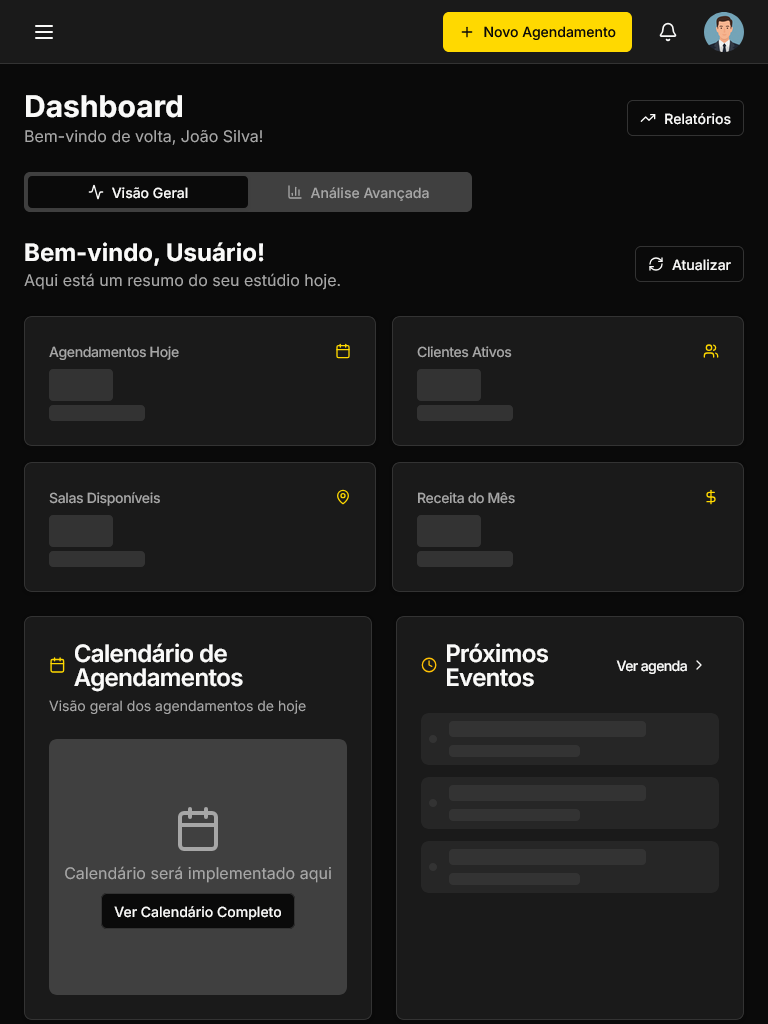 Novo Agendamento
Dashboard
Bem-vindo de volta, João Silva!
Relatórios
Visão Geral
Análise Avançada
Bem-vindo, Usuário!
Aqui está um resumo do seu estúdio hoje.
Atualizar
Agendamentos Hoje
Clientes Ativos
Salas Disponíveis
Receita do Mês
Calendário de
Agendamentos
Visão geral dos agendamentos de hoje
Calendário será implementado aqui
Ver Calendário Completo
Próximos
Eventos
Ver agenda